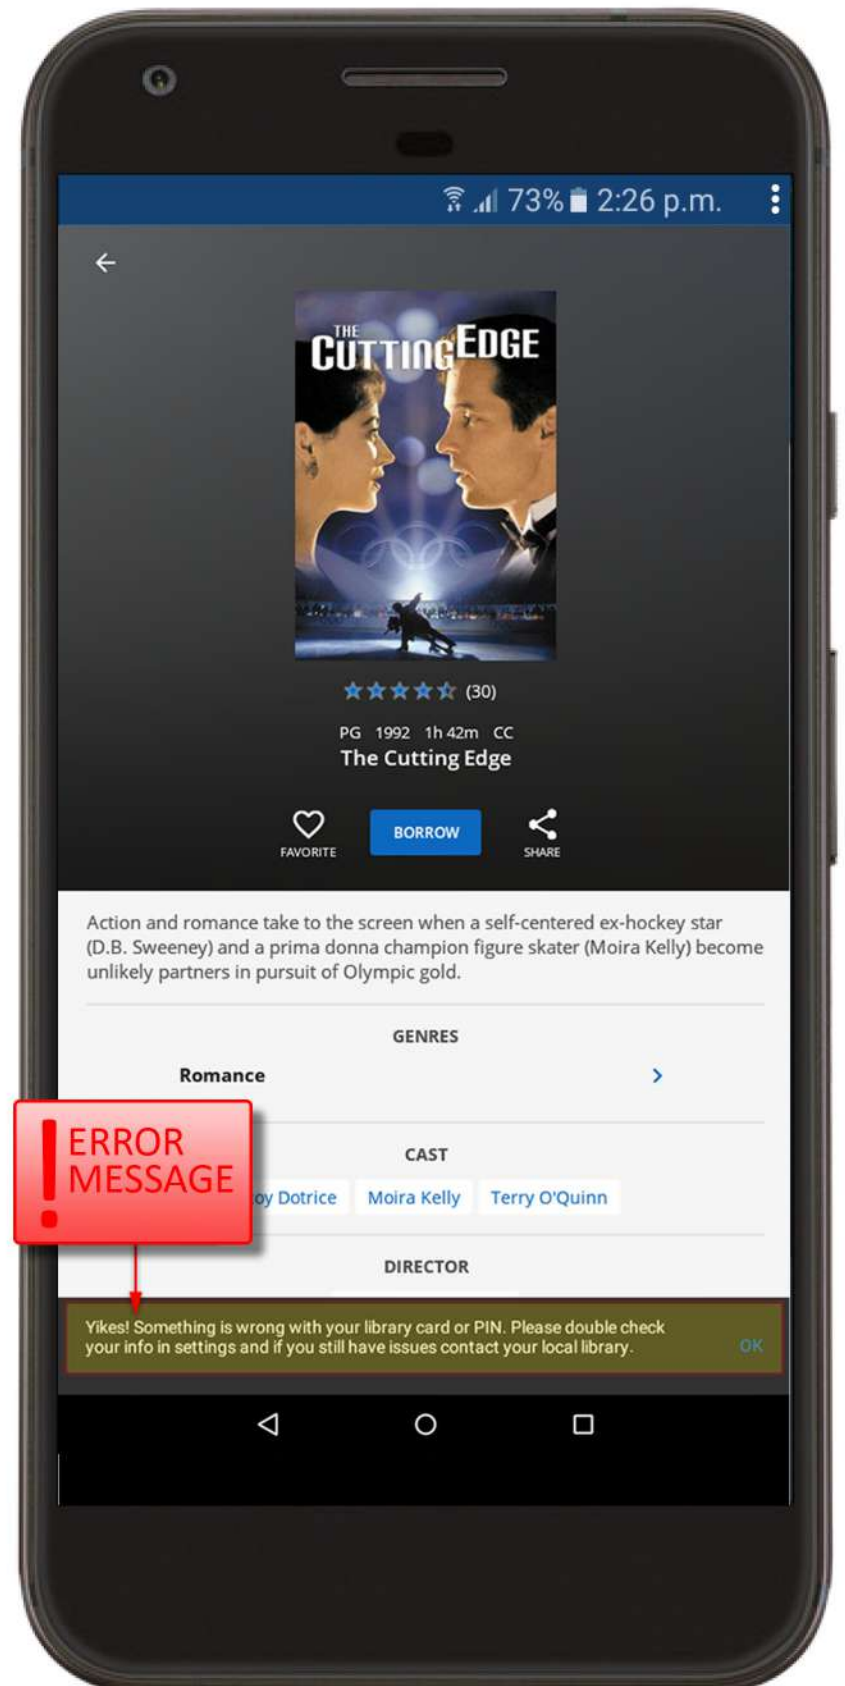 73% 2:26 p.m.
THE
CUTTING EDGE
(30)
PG 1992 1h 42m CC
The Cutting Edge
BORROW
FAVORITE
SHARE
Action and romance take to the screen when a self-centered ex-hockey star
(D.B. Sweeney) and a prima donna champion figure skater (Moira Kelly) become
unlikely partners in pursuit of Olympic gold.
GENRES
Romance
! ERROR
MESSAGE
CAST
oy Dotrice Moira Kelly Terry O'Quinn
DIRECTOR
Yikes! Something is wrong with your library card or PIN. Please double check
your info in settings and if you still have issues contact your local library.
OK